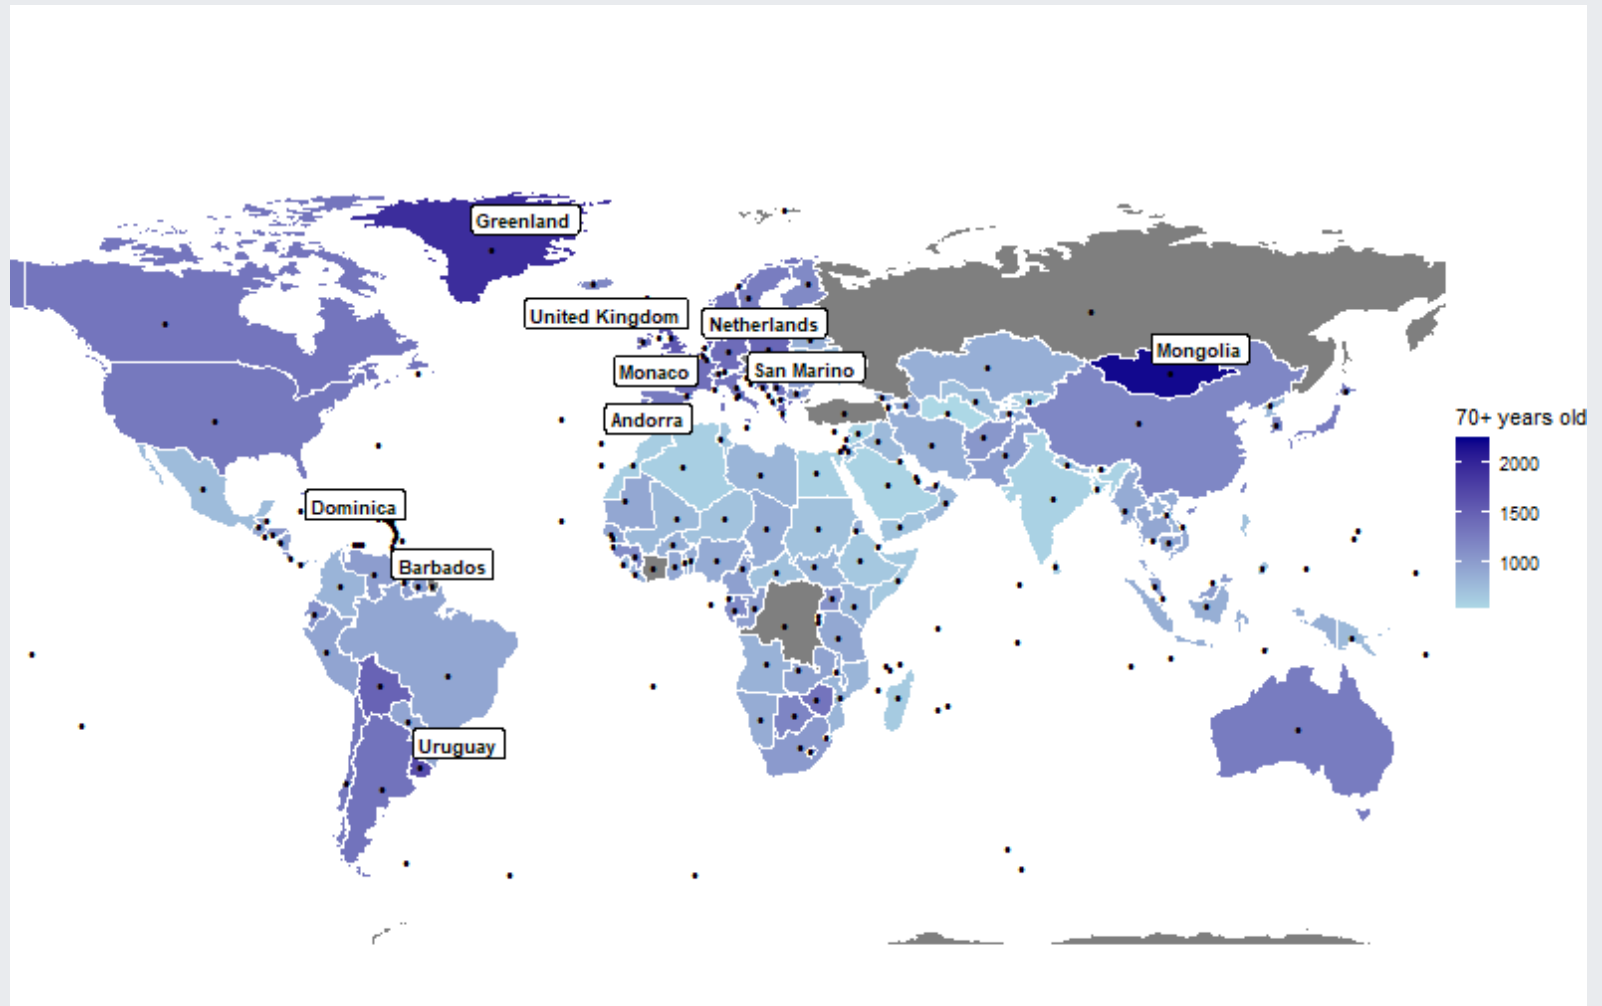 Greenland
United Kingdom
Netherlands
Mongolia
Monaco
San Marino
Andorra
70+ years old
2000
1500
1000
Dominica
Barbados
Uruguay